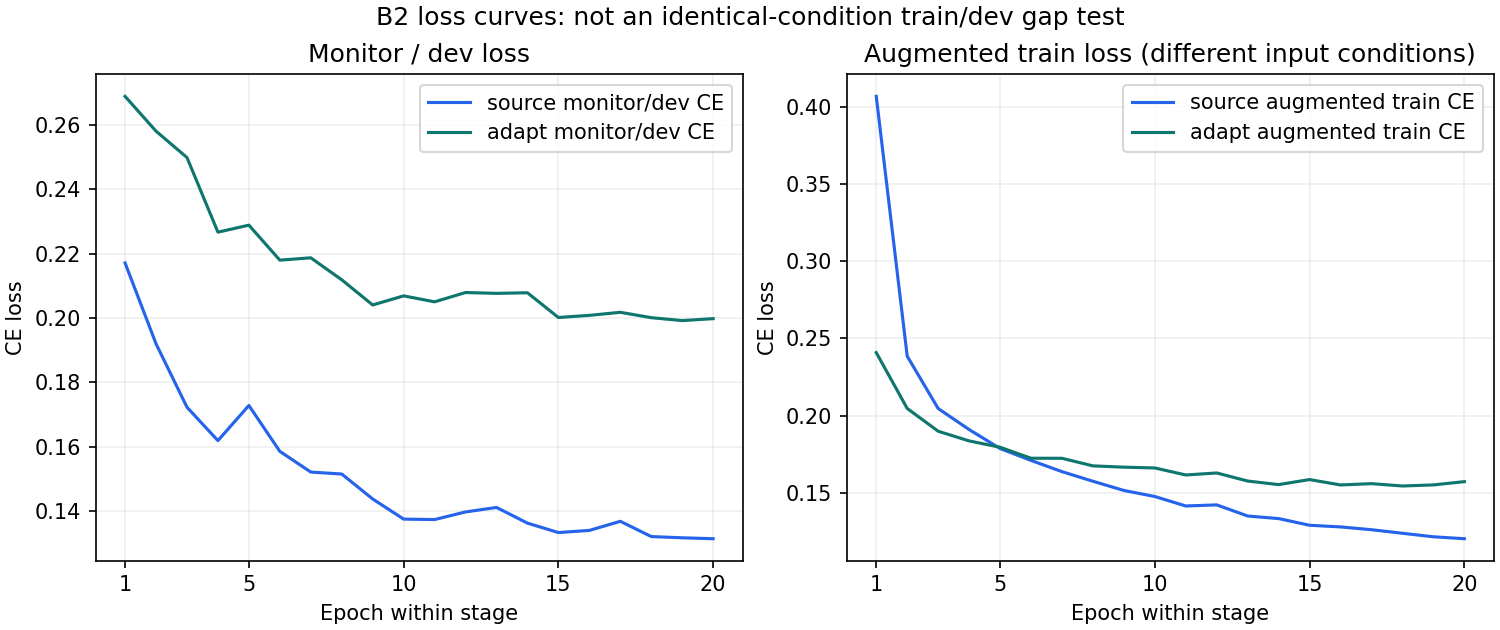 B2 loss curves: not an identical-condition train/dev gap test
Monitor / dev loss
source monitor/dev CE
adapt monitor/dev CE
CE loss
0.26
0.24
0.22
0.20
0.18
0.16
0.14
1
5
10
15
20
Epoch within stage
Augmented train loss (different input conditions)
source augmented train CE
adapt augmented train CE
CE loss
0.40
0.35
0.30
0.25
0.20
0.15
1
5
10
15
20
Epoch within stage